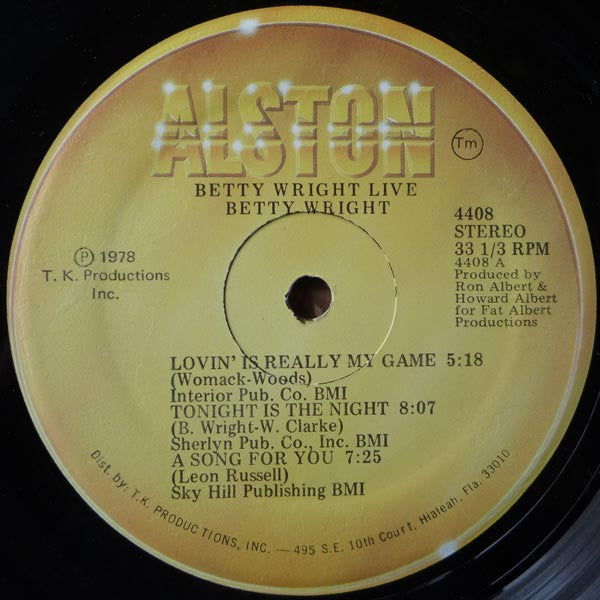 ALSTON
Tm
BETTY WRIGHT LIVE
BETTY WRIGHT
4408
STEREO
33 1/3 RPM
4408 A
Produced by
Ron Albert &
Howard Albert
for Fat Albert
Productions
Ⓟ 1978
T. K. Productions
Inc.
LOVIN' IS REALLY MY GAME 5:18
(Womack-Woods)
Interior Pub. Co. BMI
TONIGHT IS THE NIGHT 8:07
(B. Wright-W. Clarke)
Sherlyn Pub. Co., Inc. BMI
A SONG FOR YOU 7:25
(Leon Russell)
Sky Hill Publishing BMI
Dist. by: T.K. PRODUCTIONS, INC. — 495 S.E. 10th Court, Hialeah, Fla. 33010